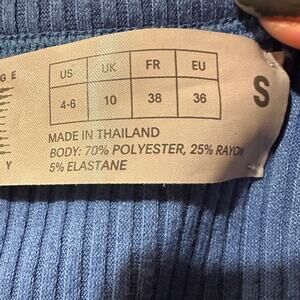 G E
US UK FR EU
4-6 10 38 36
S
MADE IN THAILAND
BODY: 70% POLYESTER, 25% RAYON
5% ELASTANE
Y